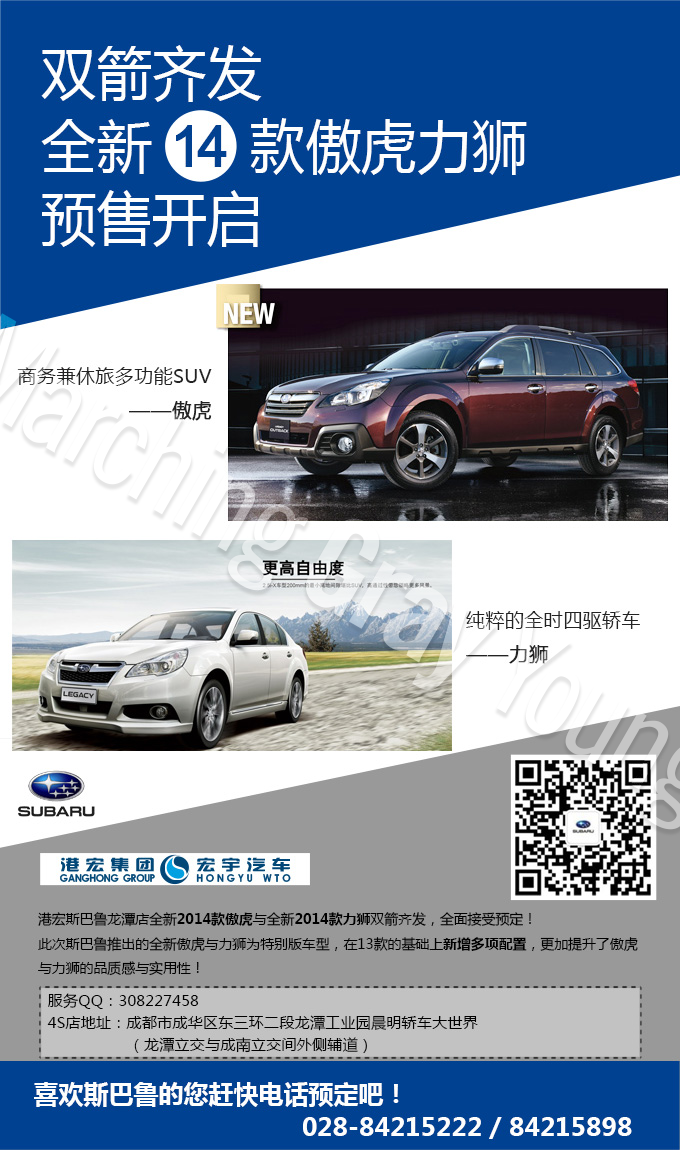 双箭齐发
全新 14 款傲虎力狮
预售开启
NEW
商务兼休旅多功能SUV
——傲虎
OUTBACK
更高自由度
纯粹的全时四驱轿车
——力狮
LEGACY
SUBARU
SUBARU
港宏集团 宏宇汽车
GANGHONG GROUP HONGYU WTO
港宏斯巴鲁龙潭店全新2014款傲虎与全新2014款力狮双箭齐发，全面接受预定！
此次斯巴鲁推出的全新傲虎与力狮为特别版车型，在13款的基础上新增多项配置，更加提升了傲虎
与力狮的品质感与实用性！
服务QQ：308227458
4S店地址：成都市成华区东三环二段龙潭工业园晨明轿车大世界
（龙潭立交与成南立交间外侧辅道）
喜欢斯巴鲁的您赶快电话预定吧！
028-84215222 / 84215898
Marching Gray Young